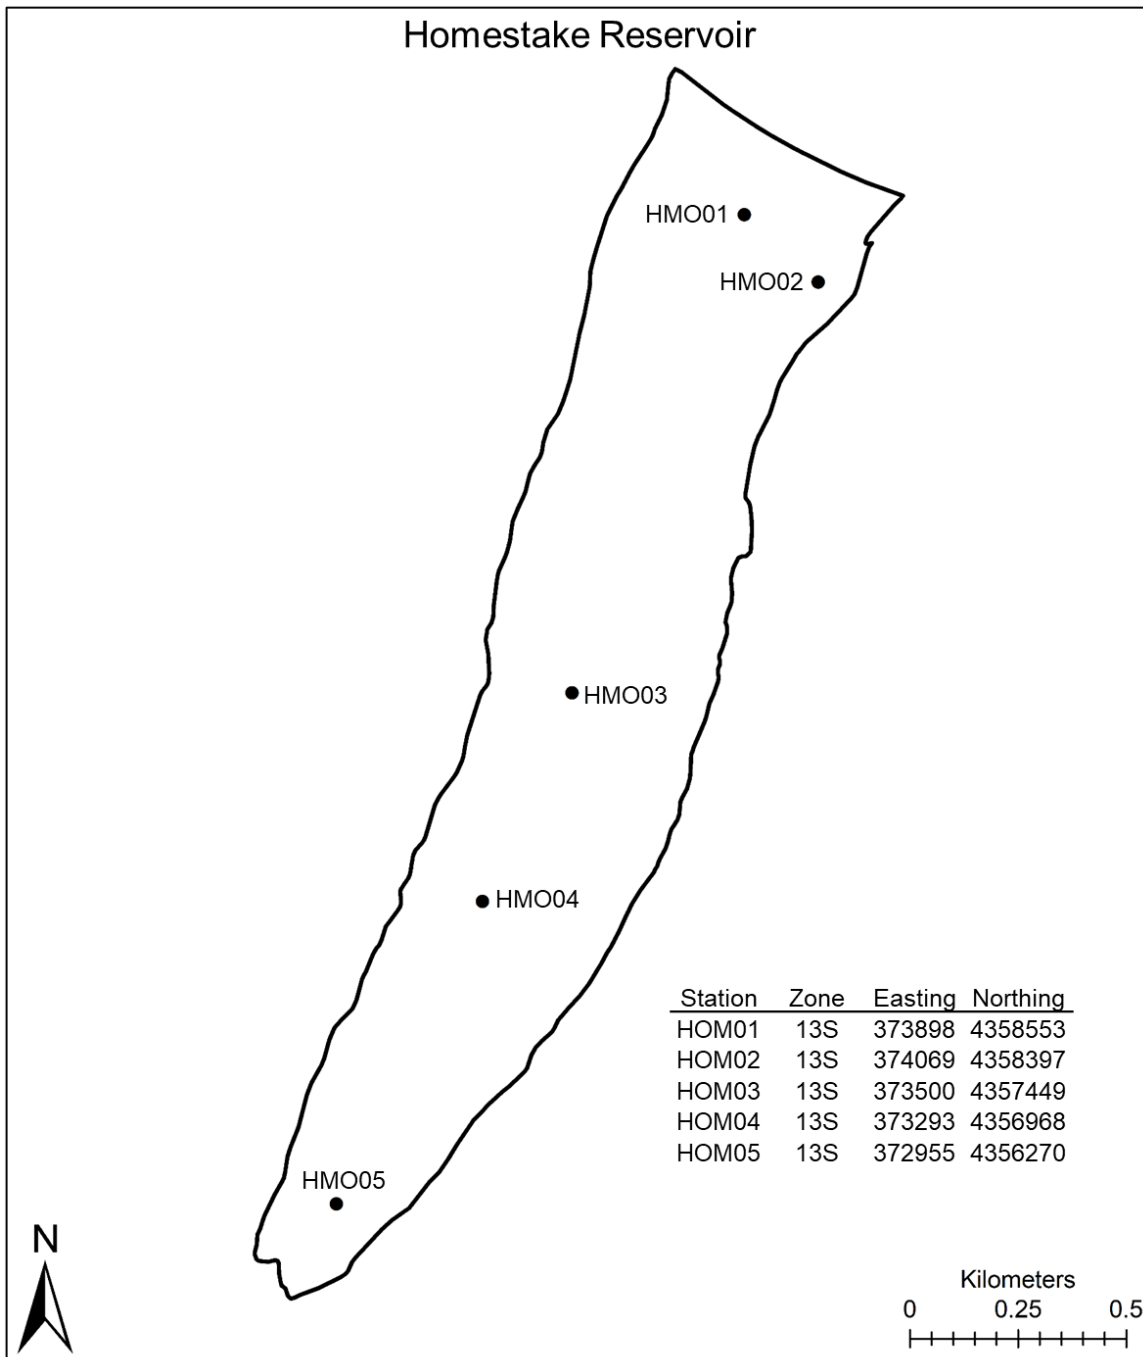 Homestake Reservoir
HMO01
HMO02
HMO03
HMO04
Station Zone Easting Northing
HOM01 13S 373898 4358553
HOM02 13S 374069 4358397
HOM03 13S 373500 4357449
HOM04 13S 373293 4356968
HOM05 13S 372955 4356270
HMO05
N
Kilometers
0 0.25 0.5